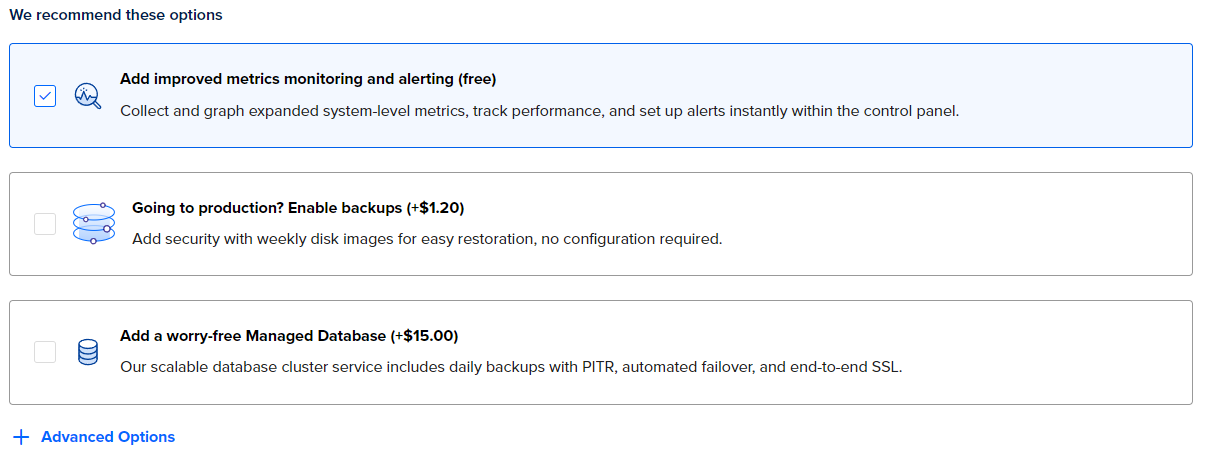 We recommend these options
Add improved metrics monitoring and alerting (free)
Collect and graph expanded system-level metrics, track performance, and set up alerts instantly within the control panel.
Going to production? Enable backups (+$1.20)
Add security with weekly disk images for easy restoration, no configuration required.
Add a worry-free Managed Database (+$15.00)
Our scalable database cluster service includes daily backups with PITR, automated failover, and end-to-end SSL.
Advanced Options